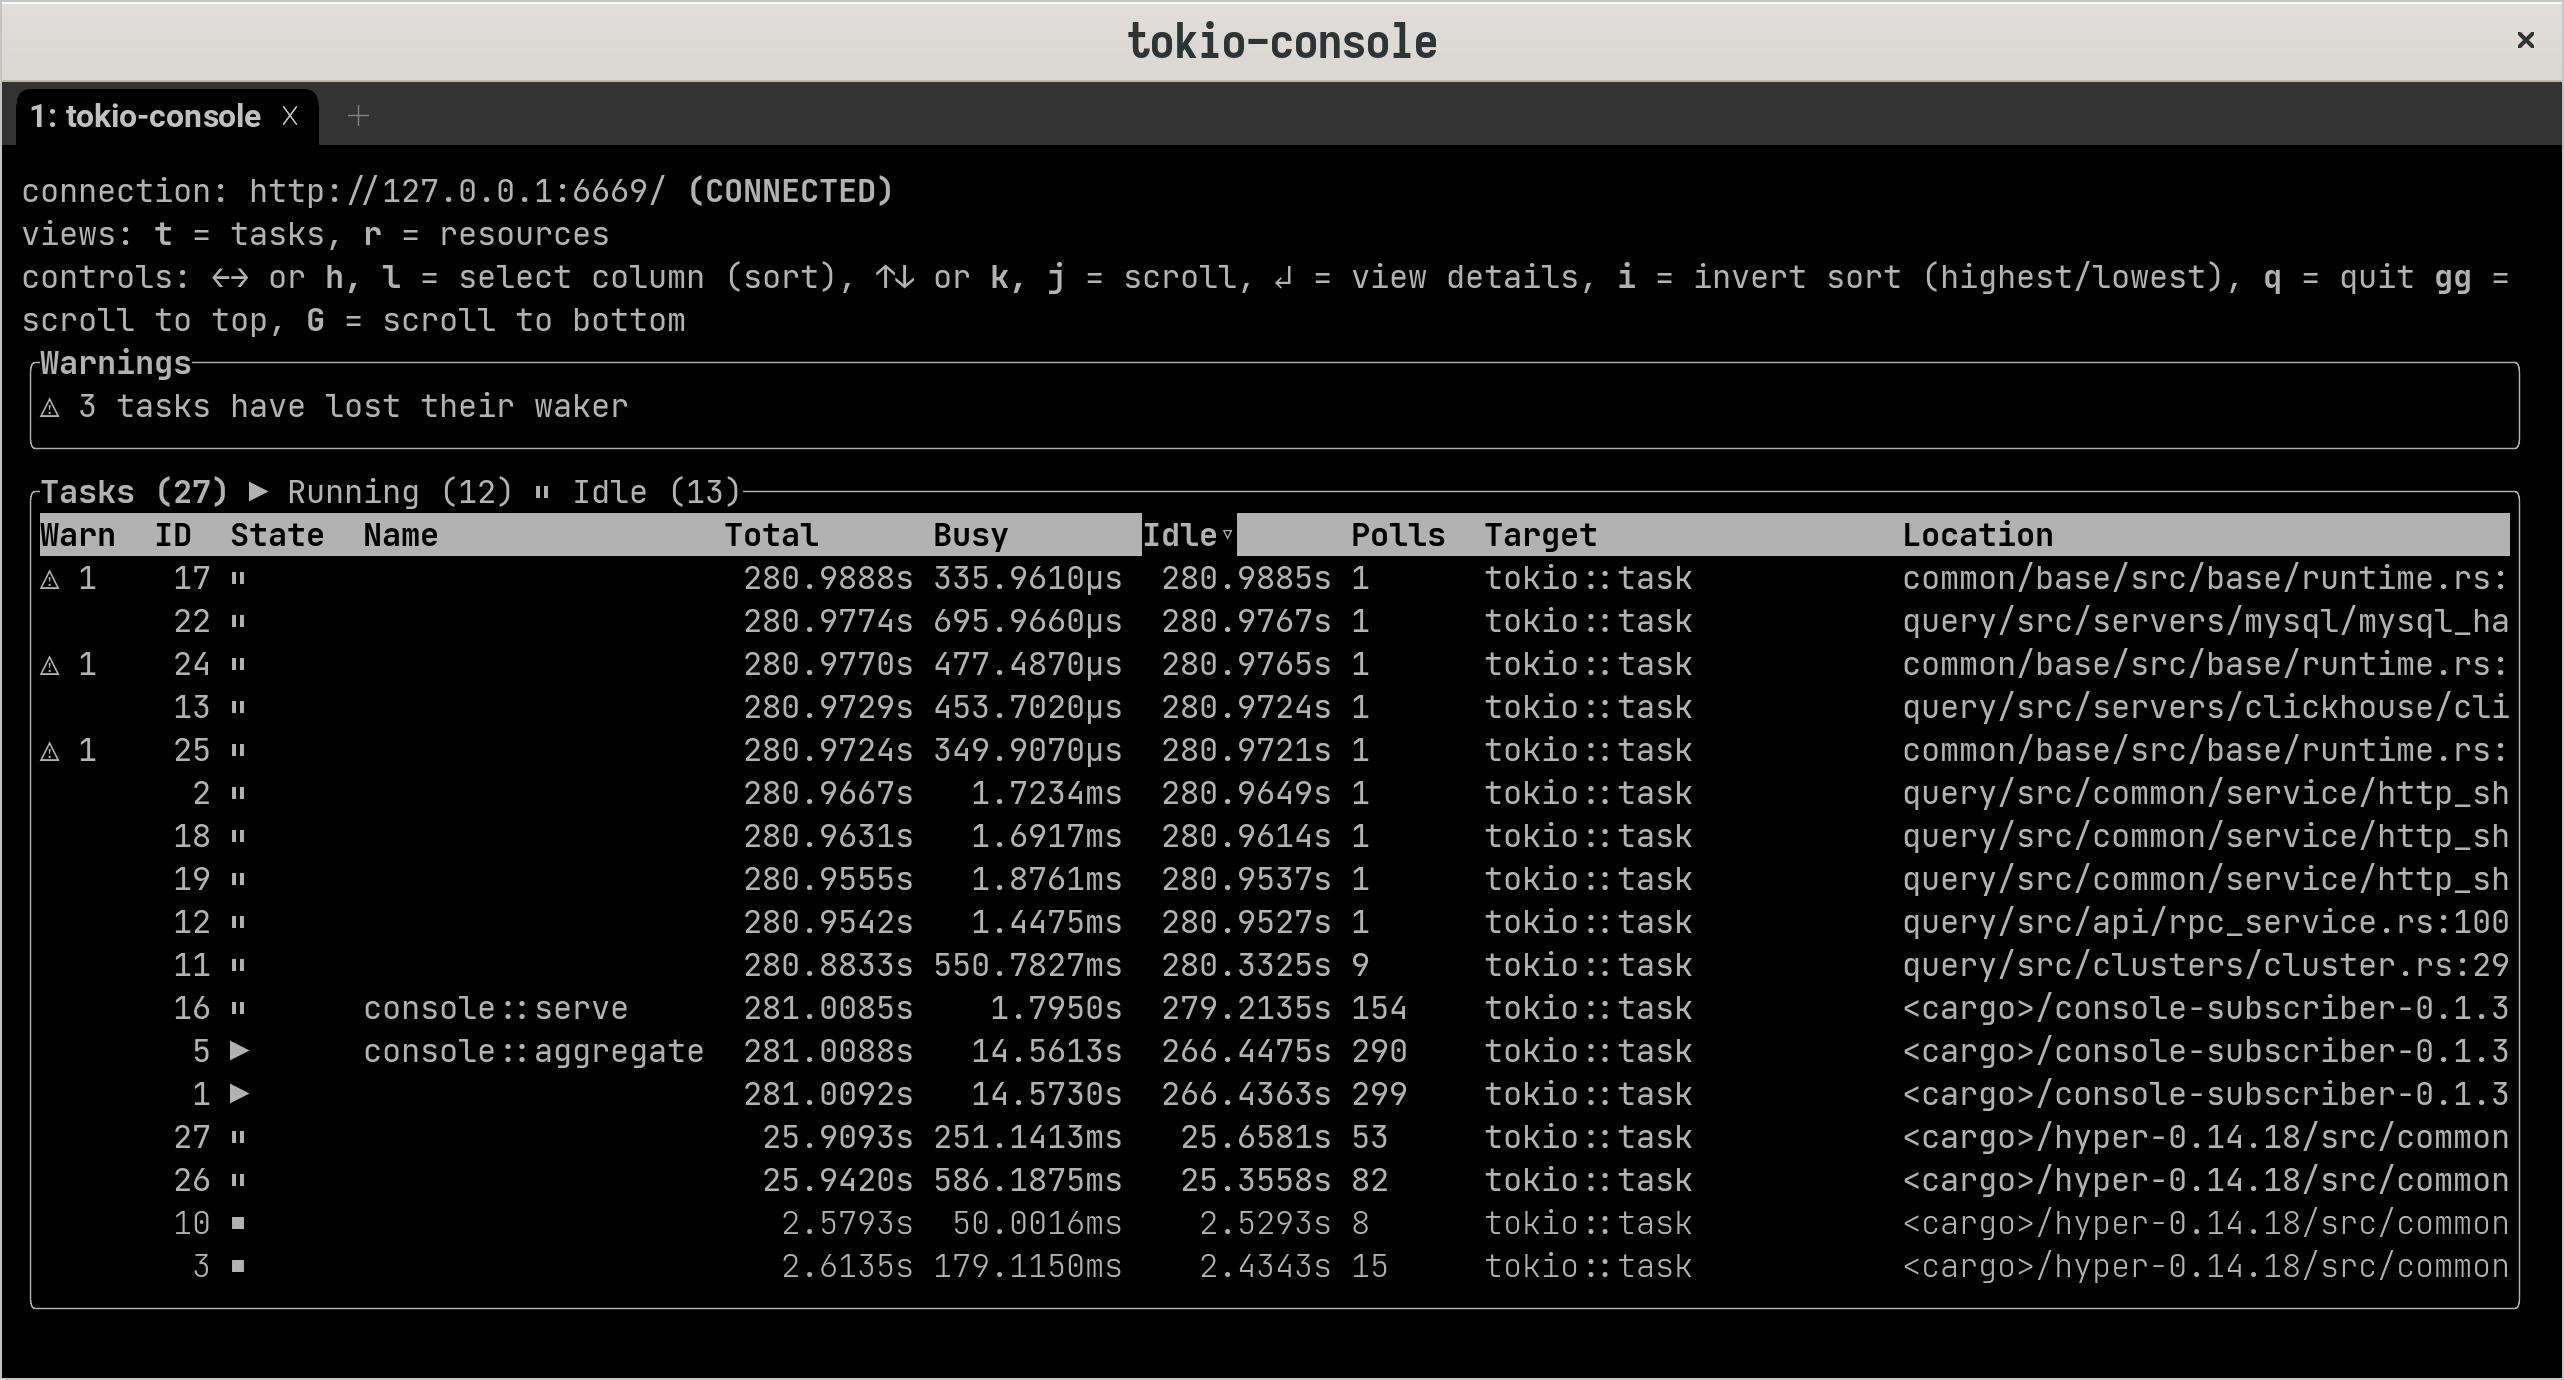 tokio-console ×
1: tokio-console X +
connection: http://127.0.0.1:6669/ (CONNECTED)
views: t = tasks, r = resources
controls: ←→ or h, l = select column (sort), ↑↓ or k, j = scroll, ↲ = view details, i = invert sort (highest/lowest), q = quit gg =
scroll to top, G = scroll to bottom
Warnings
⚠ 3 tasks have lost their waker
Tasks (27) ▶ Running (12) ⏸ Idle (13)
Warn ID State Name Total Busy Idle▿ Polls Target Location
⚠ 1 17 ⏸ 280.9888s 335.9610µs 280.9885s 1 tokio::task common/base/src/base/runtime.rs:
22 ⏸ 280.9774s 695.9660µs 280.9767s 1 tokio::task query/src/servers/mysql/mysql_ha
⚠ 1 24 ⏸ 280.9770s 477.4870µs 280.9765s 1 tokio::task common/base/src/base/runtime.rs:
13 ⏸ 280.9729s 453.7020µs 280.9724s 1 tokio::task query/src/servers/clickhouse/cli
⚠ 1 25 ⏸ 280.9724s 349.9070µs 280.9721s 1 tokio::task common/base/src/base/runtime.rs:
2 ⏸ 280.9667s 1.7234ms 280.9649s 1 tokio::task query/src/common/service/http_sh
18 ⏸ 280.9631s 1.6917ms 280.9614s 1 tokio::task query/src/common/service/http_sh
19 ⏸ 280.9555s 1.8761ms 280.9537s 1 tokio::task query/src/common/service/http_sh
12 ⏸ 280.9542s 1.4475ms 280.9527s 1 tokio::task query/src/api/rpc_service.rs:100
11 ⏸ 280.8833s 550.7827ms 280.3325s 9 tokio::task query/src/clusters/cluster.rs:29
16 ⏸ console::serve 281.0085s 1.7950s 279.2135s 154 tokio::task <cargo>/console-subscriber-0.1.3
5 ▶ console::aggregate 281.0088s 14.5613s 266.4475s 290 tokio::task <cargo>/console-subscriber-0.1.3
1 ▶ 281.0092s 14.5730s 266.4363s 299 tokio::task <cargo>/console-subscriber-0.1.3
27 ⏸ 25.9093s 251.1413ms 25.6581s 53 tokio::task <cargo>/hyper-0.14.18/src/common
26 ⏸ 25.9420s 586.1875ms 25.3558s 82 tokio::task <cargo>/hyper-0.14.18/src/common
10 ⏹ 2.5793s 50.0016ms 2.5293s 8 tokio::task <cargo>/hyper-0.14.18/src/common
3 ⏹ 2.6135s 179.1150ms 2.4343s 15 tokio::task <cargo>/hyper-0.14.18/src/common